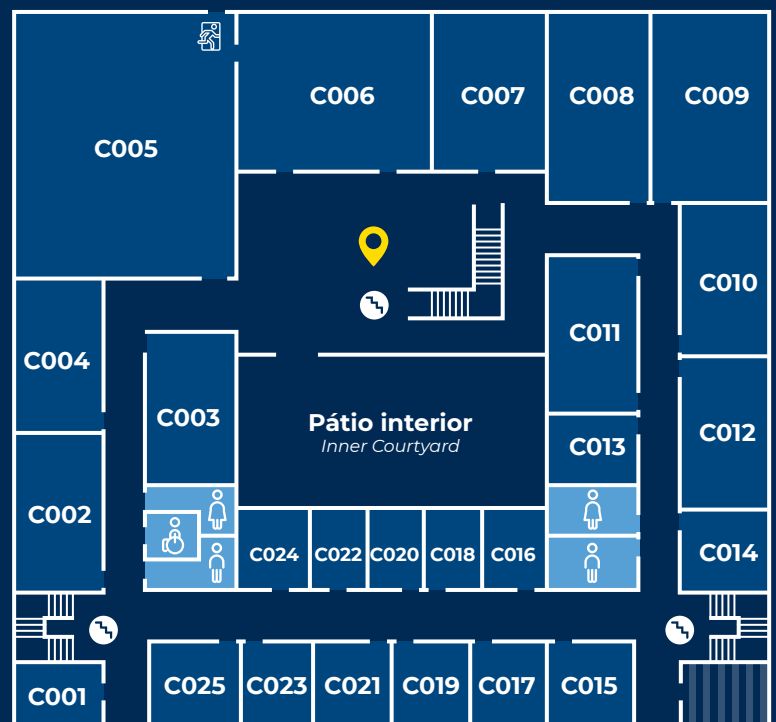 C006
C007
C008
C009
C005
C010
C011
C004
C003
Pátio interior
Inner Courtyard
C012
C013
C002
C024
C022
C020
C018
C016
C014
C001
C025
C023
C021
C019
C017
C015